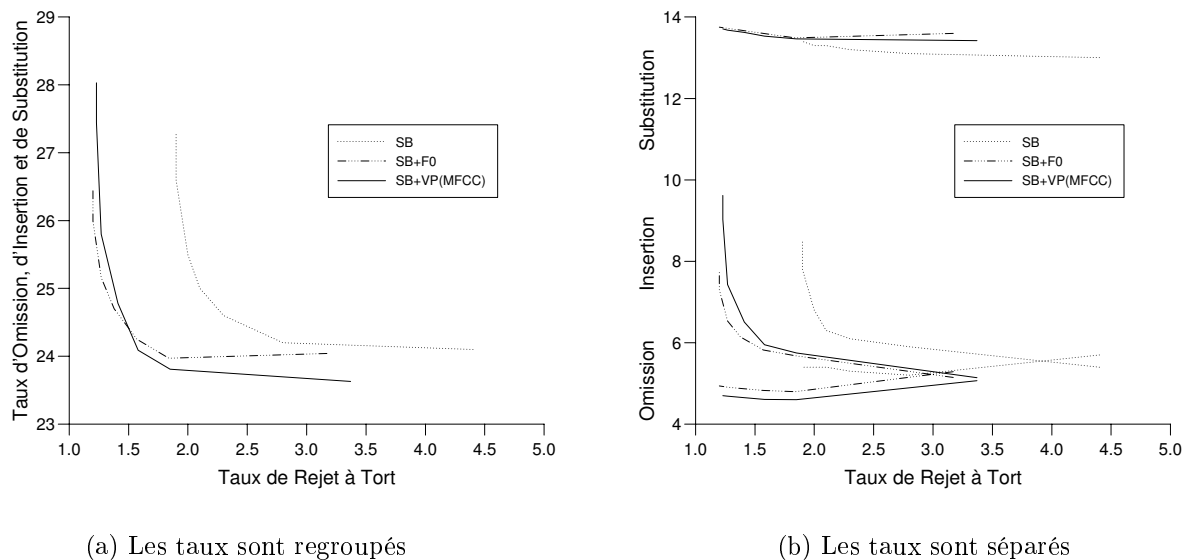 29
28
27
26
25
24
23
1.0 1.5 2.0 2.5 3.0 3.5 4.0 4.5 5.0
Taux d'Omission, d'Insertion et de Substitution
Taux de Rejet à Tort
SB
SB+F0
SB+VP(MFCC)
(a) Les taux sont regroupés
14
12
10
8
6
4
1.0 1.5 2.0 2.5 3.0 3.5 4.0 4.5 5.0
Substitution
Insertion
Omission
Taux de Rejet à Tort
SB
SB+F0
SB+VP(MFCC)
(b) Les taux sont séparés